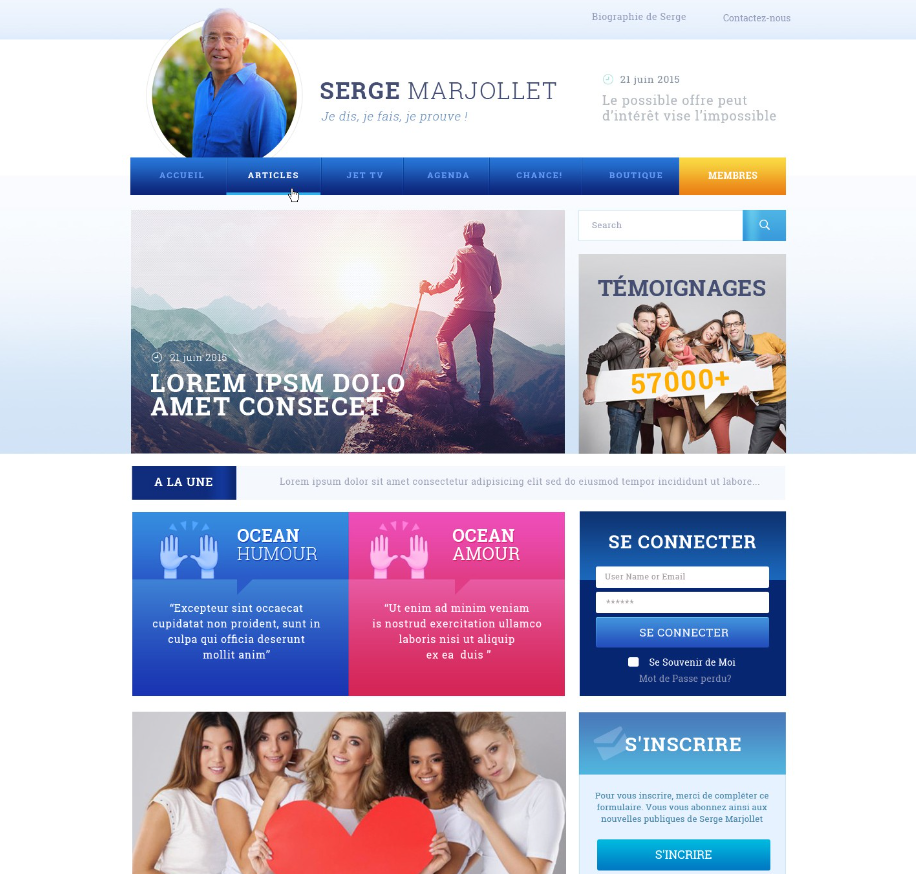 Biographie de Serge
Contactez-nous
SERGE MARJOLLET
Je dis, je fais, je prouve !
21 juin 2015
Le possible offre peut
d'intérêt vise l'impossible
ACCUEIL
ARTICLES
JET TV
AGENDA
CHANCE!
BOUTIQUE
MEMBRES
21 juin 2015
LOREM IPSM DOLO
AMET CONSECET
Search
TÉMOIGNAGES
57000+
A LA UNE
Lorem ipsum dolor sit amet consectetur adipisicing elit sed do eiusmod tempor incididunt ut labore...
OCEAN
HUMOUR
“Excepteur sint occaecat
cupidatat non proident, sunt in
culpa qui officia deserunt
mollit anim”
OCEAN
AMOUR
“Ut enim ad minim veniam
is nostrud exercitation ullamco
laboris nisi ut aliquip
ex ea duis ”
SE CONNECTER
User Name or Email
******
SE CONNECTER
Se Souvenir de Moi
Mot de Passe perdu?
S'INSCRIRE
Pour vous inscrire, merci de compléter ce
formulaire. Vous vous abonnez ainsi aux
nouvelles publiques de Serge Marjollet
S'INCRIRE